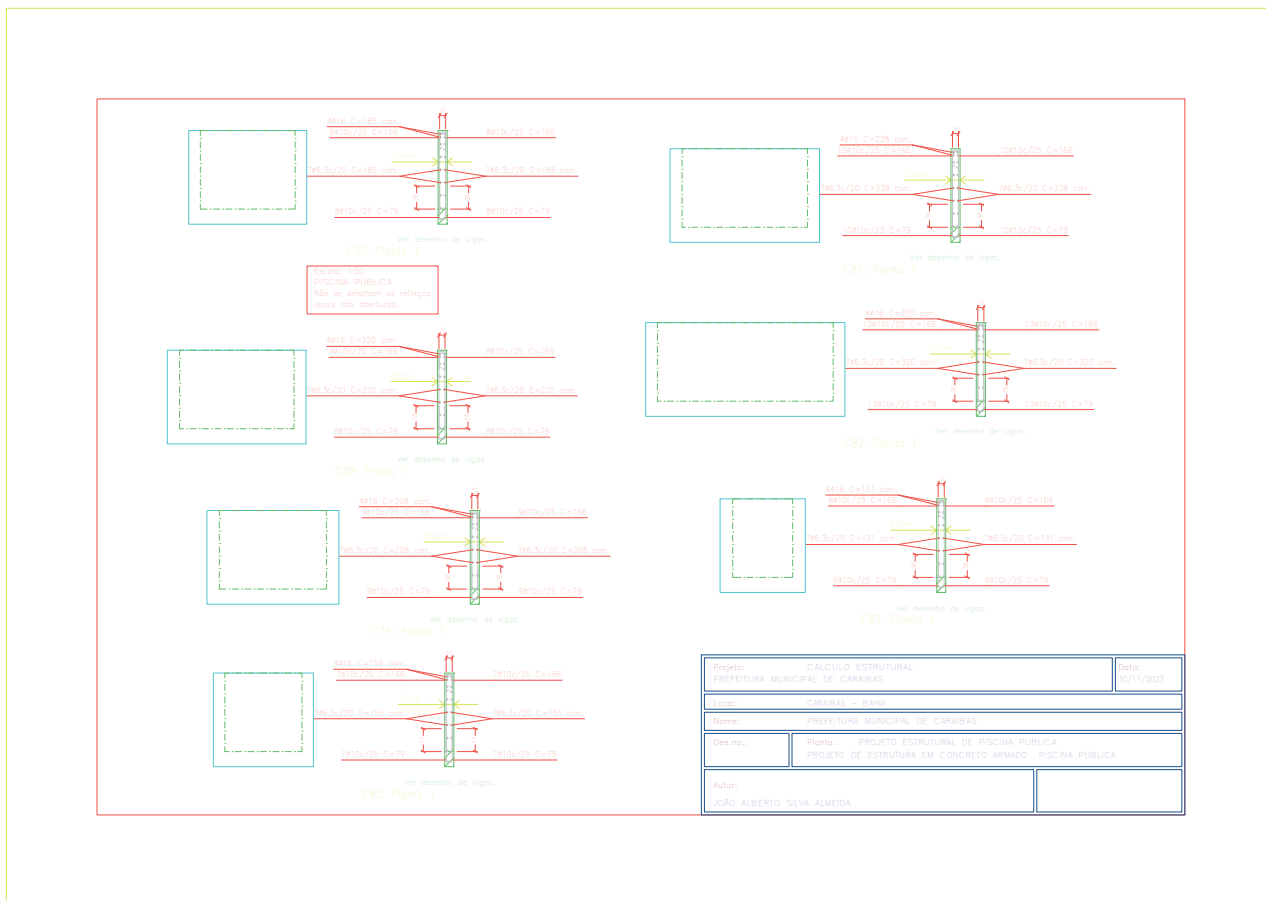 4ø16 C=185 corr.
8ø10c/25 C=166
8ø10c/25 C=166
15cm
7ø6.3c/20 C=185 corr.
7ø6.3c/20 C=185 corr.
8ø10c/25 C=79
8ø10c/25 C=79
Ver desenho de vigas.
C77: Planta 1
Escala: 1:50
PISCINA PUBLICA
Não se detalham os reforços
locais das aberturas.
4ø16 C=220 corr.
9ø10c/25 C=166
9ø10c/25 C=166
15cm
7ø6.3c/20 C=220 corr.
7ø6.3c/20 C=220 corr.
9ø10c/25 C=79
9ø10c/25 C=79
Ver desenho de vigas.
C78: Planta 1
4ø16 C=208 corr.
9ø10c/25 C=166
9ø10c/25 C=166
15cm
7ø6.3c/20 C=208 corr.
7ø6.3c/20 C=208 corr.
9ø10c/25 C=79
9ø10c/25 C=79
Ver desenho de vigas.
C79: Planta 1
4ø16 C=155 corr.
7ø10c/25 C=166
7ø10c/25 C=166
15cm
7ø6.3c/20 C=155 corr.
7ø6.3c/20 C=155 corr.
7ø10c/25 C=79
7ø10c/25 C=79
Ver desenho de vigas.
C80: Planta 1
4ø16 C=238 corr.
10ø10c/25 C=166
10ø10c/25 C=166
15cm
7ø6.3c/20 C=238 corr.
7ø6.3c/20 C=238 corr.
10ø10c/25 C=79
10ø10c/25 C=79
Ver desenho de vigas.
C81: Planta 1
4ø16 C=320 corr.
13ø10c/25 C=166
13ø10c/25 C=166
15cm
7ø6.3c/20 C=320 corr.
7ø6.3c/20 C=320 corr.
13ø10c/25 C=79
13ø10c/25 C=79
Ver desenho de vigas.
C82: Planta 1
4ø16 C=131 corr.
6ø10c/25 C=166
6ø10c/25 C=166
15cm
7ø6.3c/20 C=131 corr.
7ø6.3c/20 C=131 corr.
6ø10c/25 C=79
6ø10c/25 C=79
Ver desenho de vigas.
C83: Planta 1
Projeto: CALCULO ESTRUTURAL
PREFEITURA MUNICIPAL DE CARAIBAS
Data:
30/11/2023
Local: CARAIBAS - BAHIA
Nome: PREFEITURA MUNICIPAL DE CARAIBAS
Des.no.:
Planta: PROJETO ESTRUTURAL DE PISCINA PUBLICA
PROJETO DE ESTRUTURA EM CONCRETO ARMADO PISCINA PUBLICA
Autor:
JOÃO ALBERTO SILVA ALMEIDA